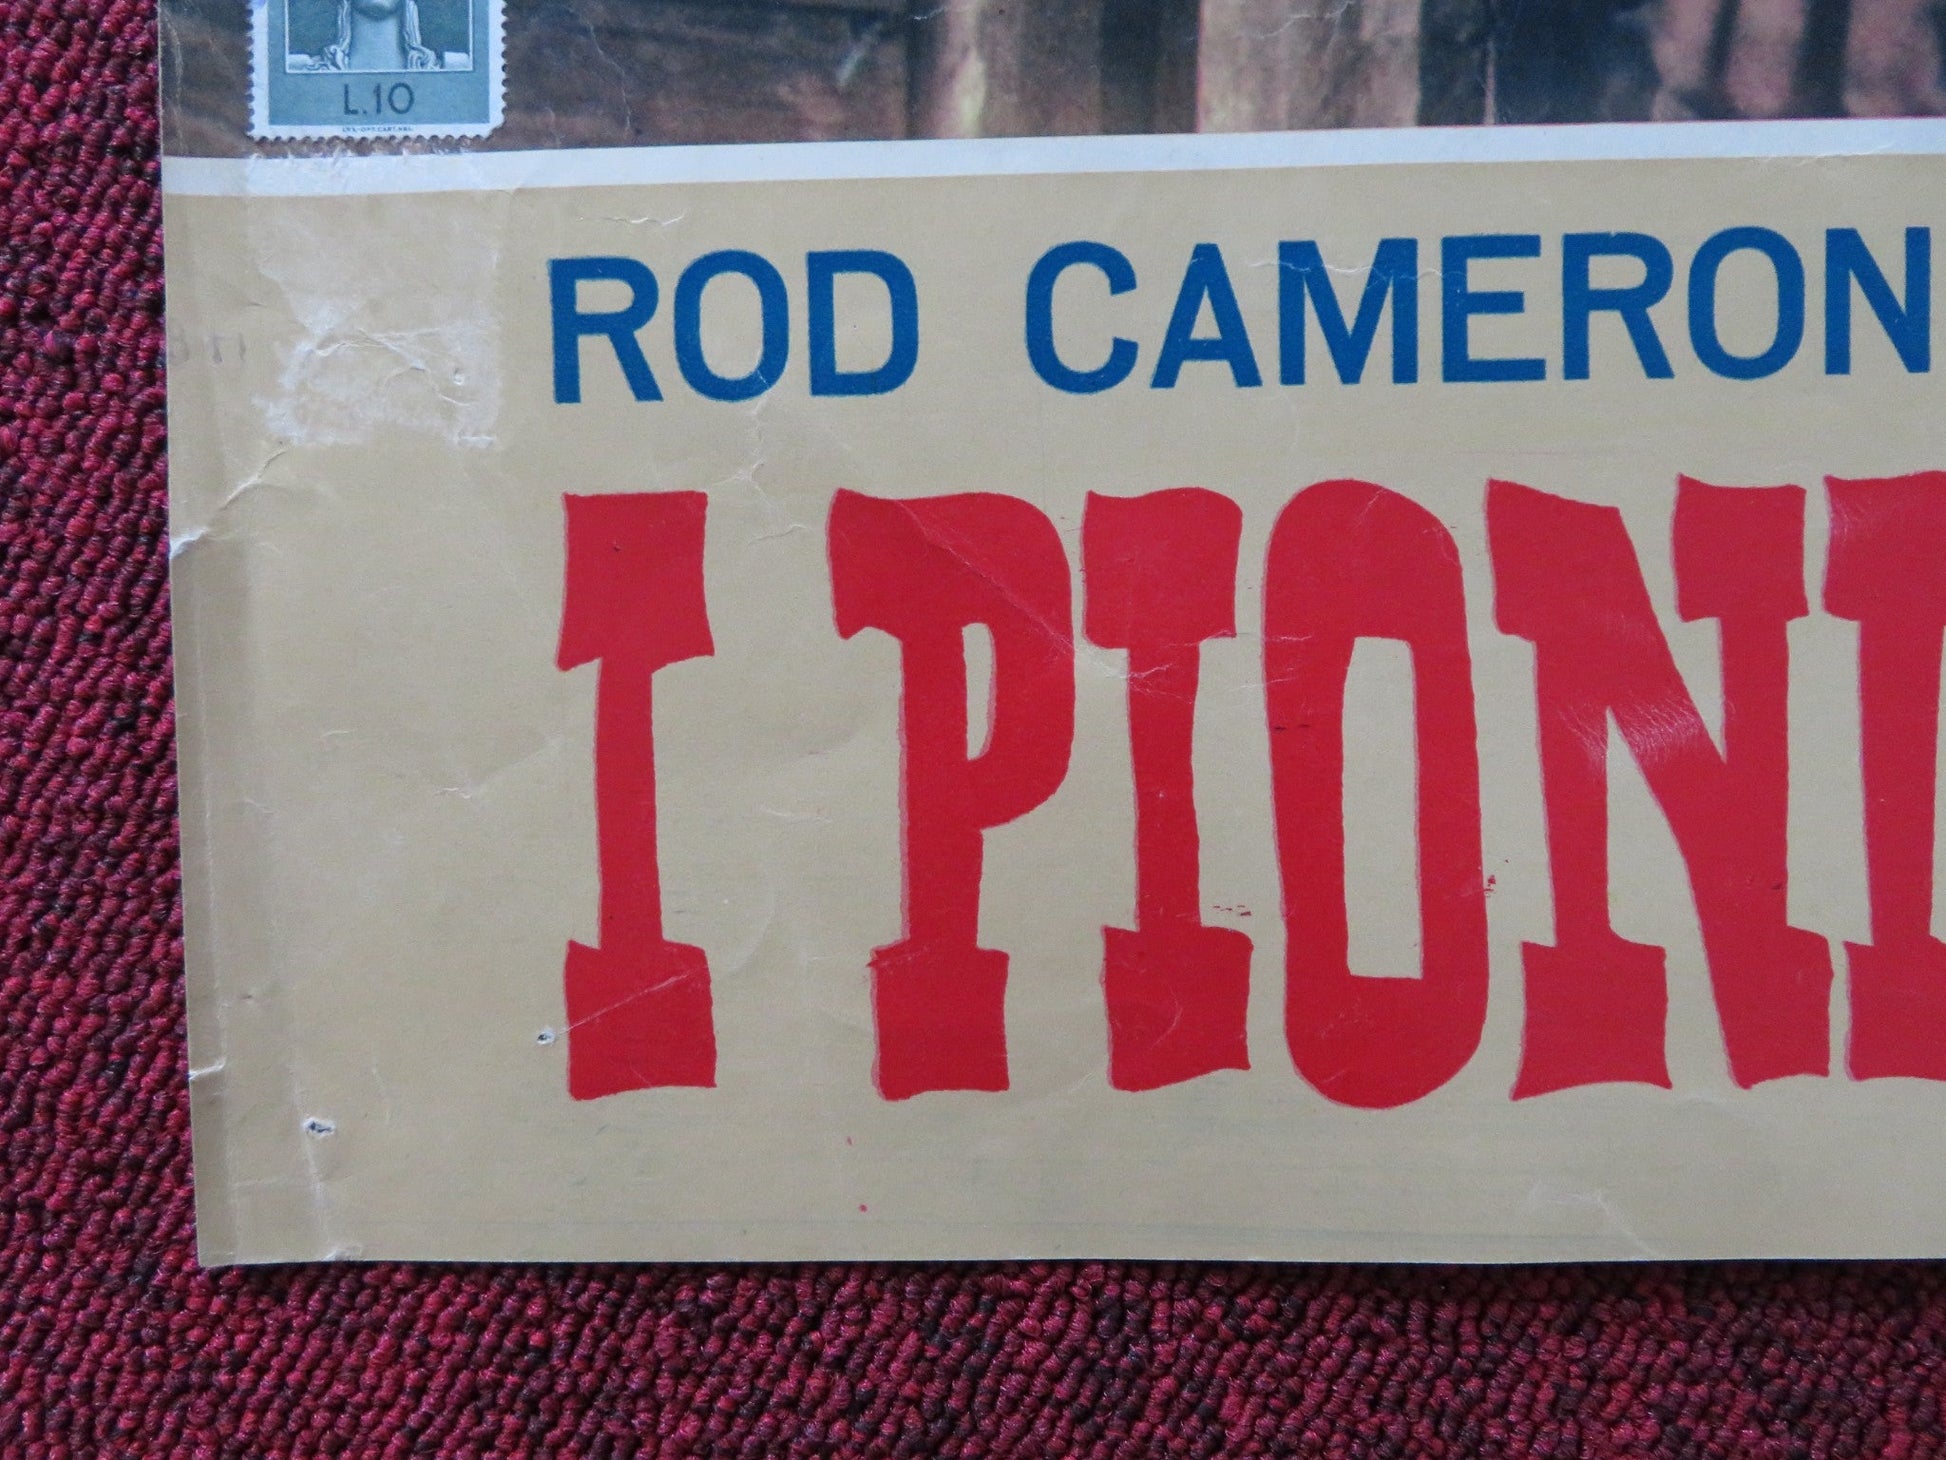 L.10
ROD CAMERON
I PIONI